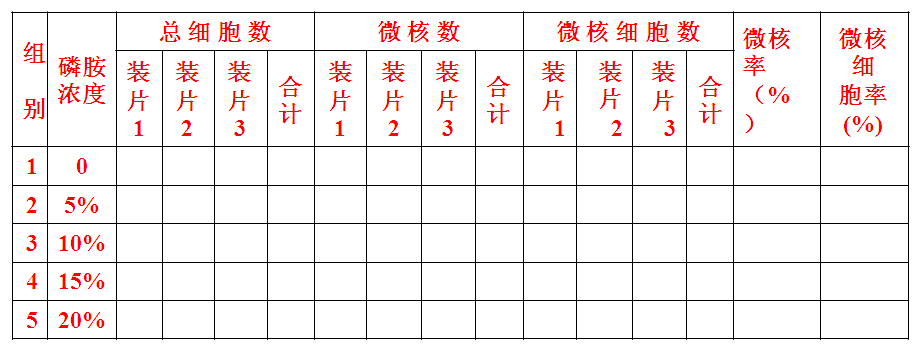 组别 磷胺浓度 总细胞数 微核数 微核细胞数 微核率（%） 微核细胞率(%)
装片1 装片2 装片3 合计 装片1 装片2 装片3 合计 装片1 装片2 装片3 合计
1 0
2 5%
3 10%
4 15%
5 20%